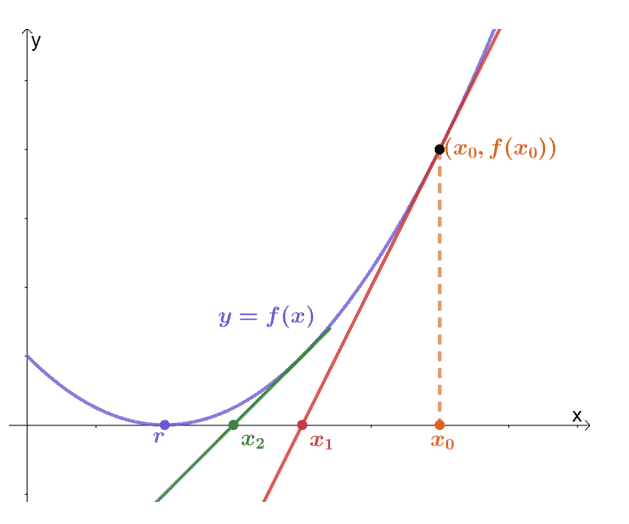 y
(x₀, f(x₀))
y = f(x)
x
r
x₂
x₁
x₀